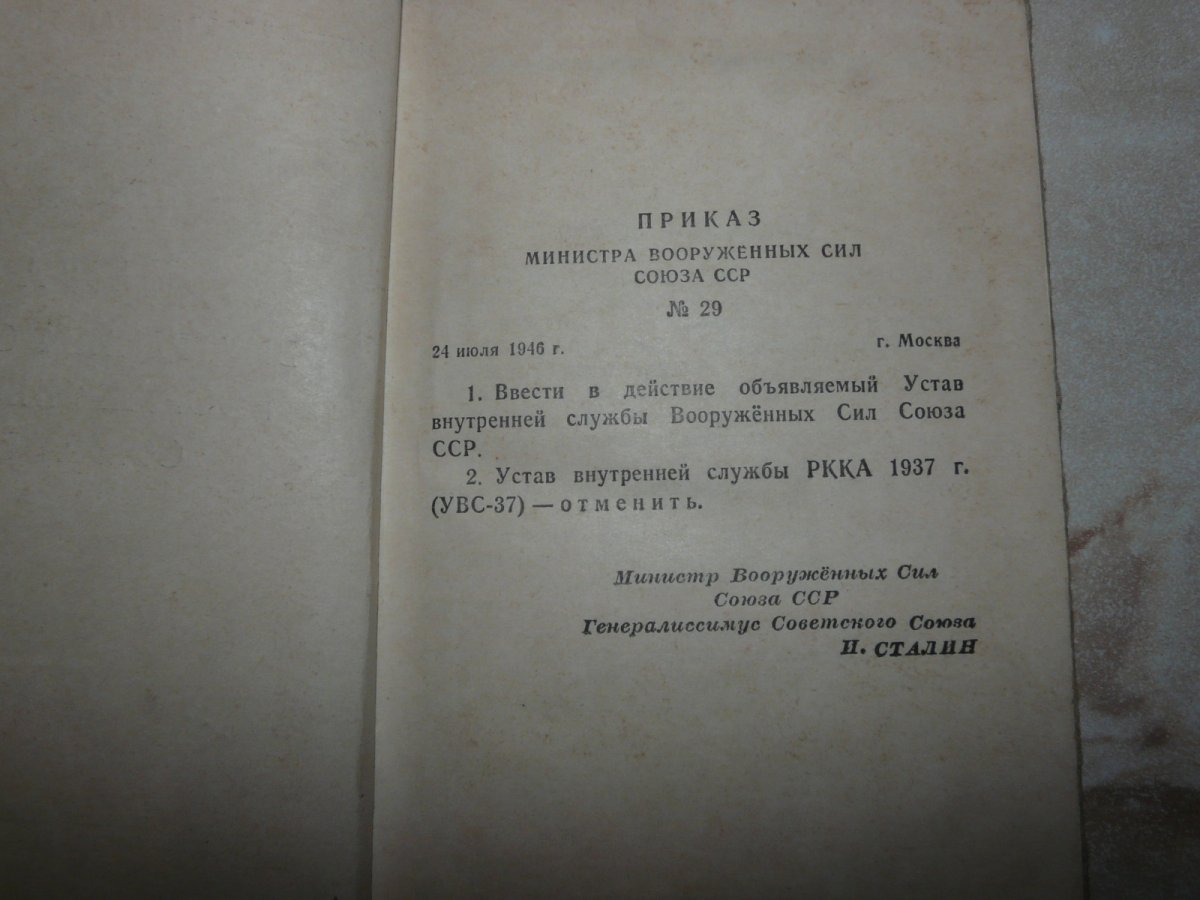 ПРИКАЗ
МИНИСТРА ВООРУЖЕННЫХ СИЛ
СОЮЗА ССР
№ 29
24 июля 1946 г. г. Москва
1. Ввести в действие объявляемый Устав
внутренней службы Вооружённых Сил Союза
ССР.
2. Устав внутренней службы РККА 1937 г.
(УВС-37) — отменить.
Министр Вооружённых Сил
Союза ССР
Генералиссимус Советского Союза
И. СТАЛИН